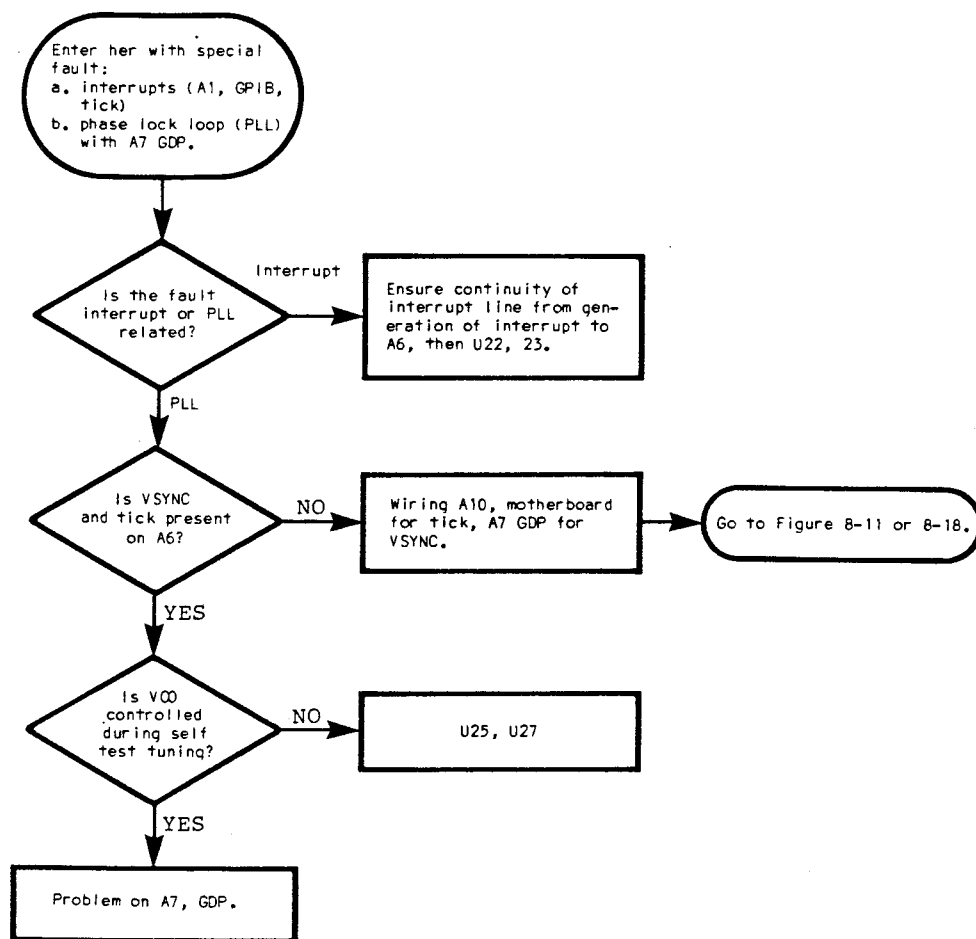 Enter her with special
fault:
a. interrupts (A1, GPIB,
tick)
b. phase lock loop (PLL)
with A7 GDP.
Is the fault
interrupt or PLL
related?
Interrupt
Ensure continuity of
interrupt line from gen-
eration of interrupt to
A6, then U22, 23.
PLL
Is VSYNC
and tick present
on A6?
NO
Wiring A10, motherboard
for tick, A7 GDP for
VSYNC.
Go to Figure 8-11 or 8-18.
YES
Is VCO
controlled
during self
test tuning?
NO
U25, U27
YES
Problem on A7, GDP.